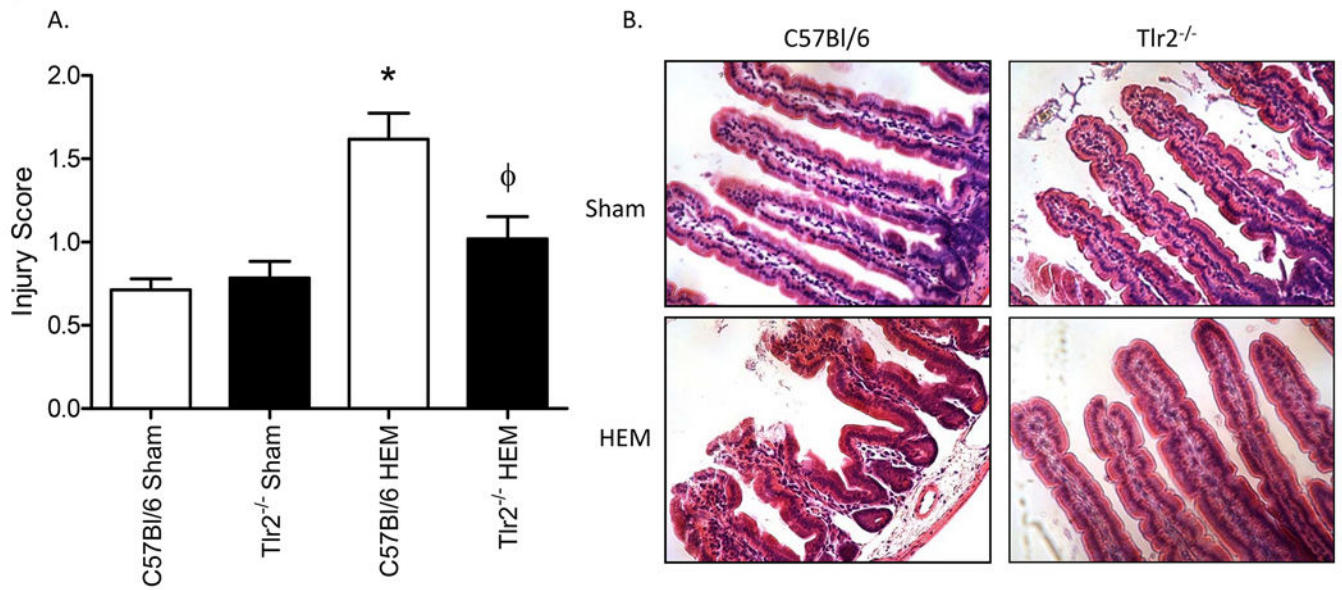 A.
2.0
1.5
1.0
0.5
0.0
Injury Score
*
ϕ
C57Bl/6 Sham
Tlr2-/- Sham
C57Bl/6 HEM
Tlr2-/- HEM
B.
C57Bl/6
Tlr2-/-
Sham
HEM